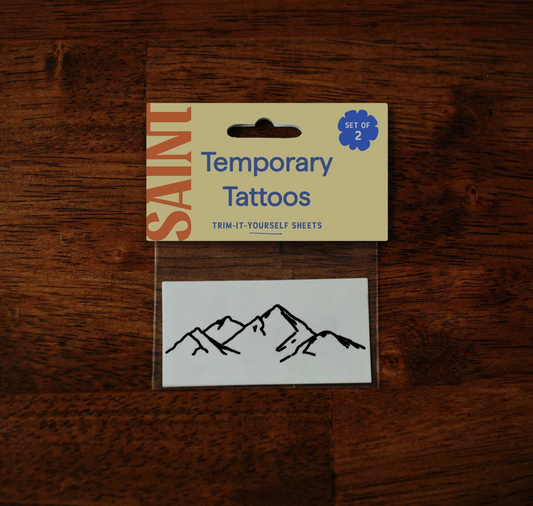 SAINT
SET OF
2
Temporary
Tattoos
TRIM-IT-YOURSELF SHEETS